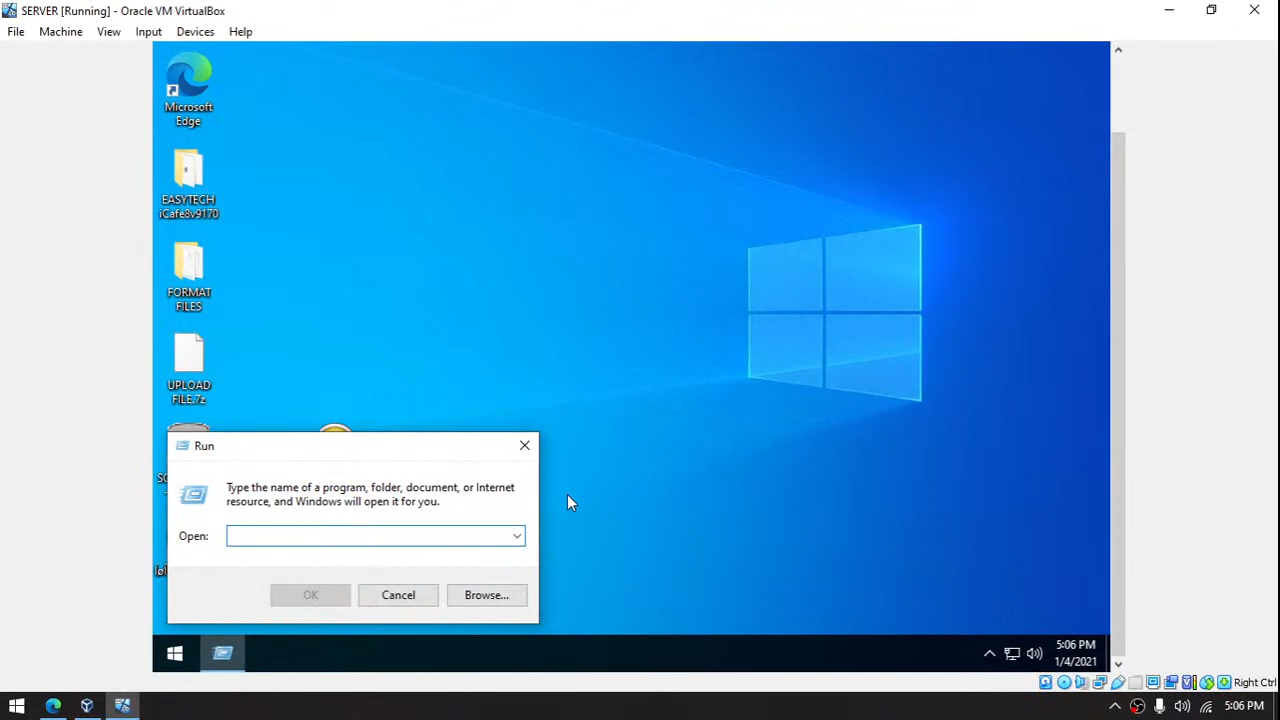 SERVER [Running] - Oracle VM VirtualBox
File Machine View Input Devices Help
Microsoft
Edge
EASYTECH
iCafe8v9170
FORMAT
FILES
UPLOAD
FILE.7z
Run
Type the name of a program, folder, document, or Internet
resource, and Windows will open it for you.
Open:
OK Cancel Browse...
5:06 PM
1/4/2021
Right Ctrl
5:06 PM